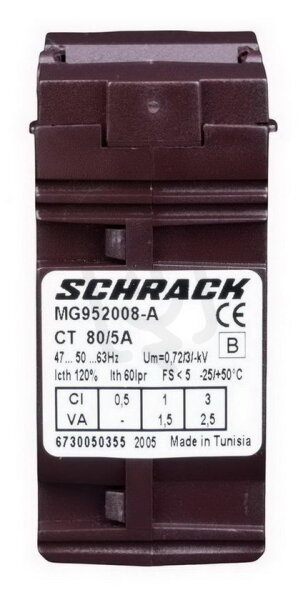 SCHRACK
MG952008-A CE
CT 80/5A B
47... 50 ...63Hz Um=0,72/3/-kV
Icth 120% Ith 60Ipr FS < 5 -25/+50°C
CI 0,5 1 3
VA - 1,5 2,5
6730050355 2005 Made in Tunisia